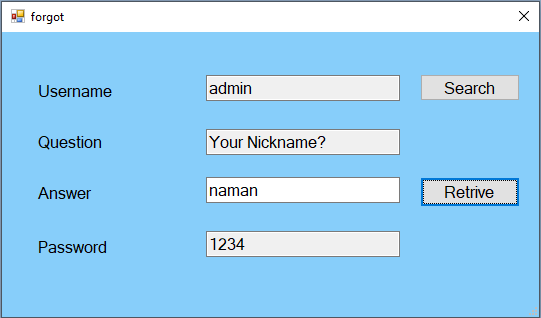 forgot
Username admin Search
Question Your Nickname?
Answer naman Retrive
Password 1234